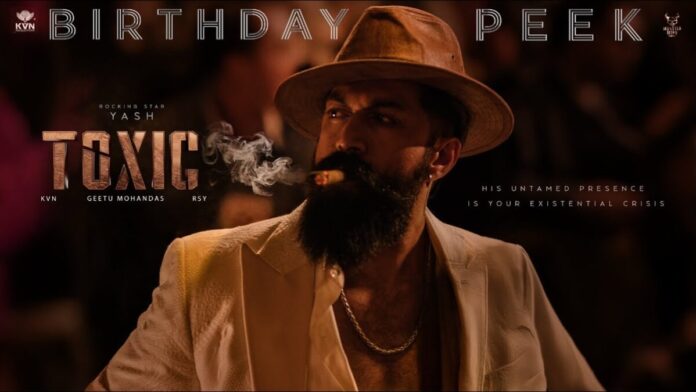 BIRTHDAY PEEK
KVN
ROCKING STAR
YASH
TOXIC
KVN GEETU MOHANDAS RSY
HIS UNTAMED PRESENCE
IS YOUR EXISTENTIAL CRISIS